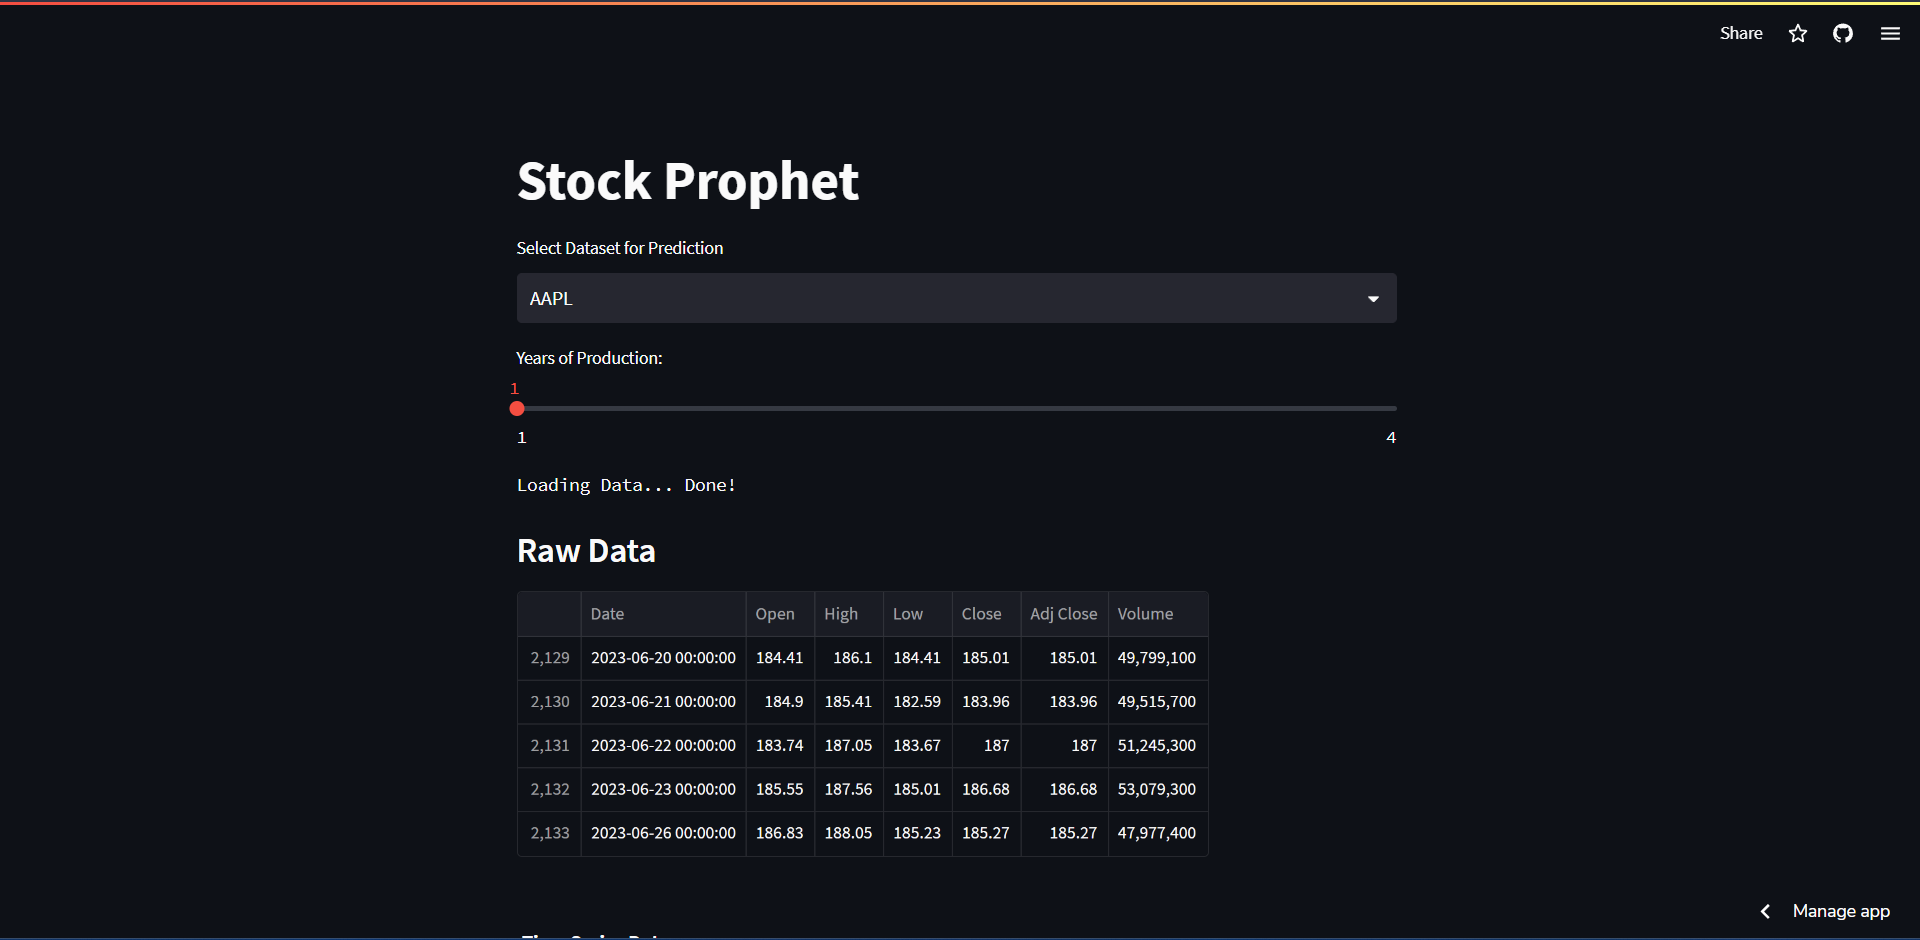 Share
Stock Prophet
Select Dataset for Prediction
AAPL
Years of Production:
1
1 4
Loading Data... Done!
Raw Data
Date Open High Low Close Adj Close Volume
2,129 2023-06-20 00:00:00 184.41 186.1 184.41 185.01 185.01 49,799,100
2,130 2023-06-21 00:00:00 184.9 185.41 182.59 183.96 183.96 49,515,700
2,131 2023-06-22 00:00:00 183.74 187.05 183.67 187 187 51,245,300
2,132 2023-06-23 00:00:00 185.55 187.56 185.01 186.68 186.68 53,079,300
2,133 2023-06-26 00:00:00 186.83 188.05 185.23 185.27 185.27 47,977,400
Manage app